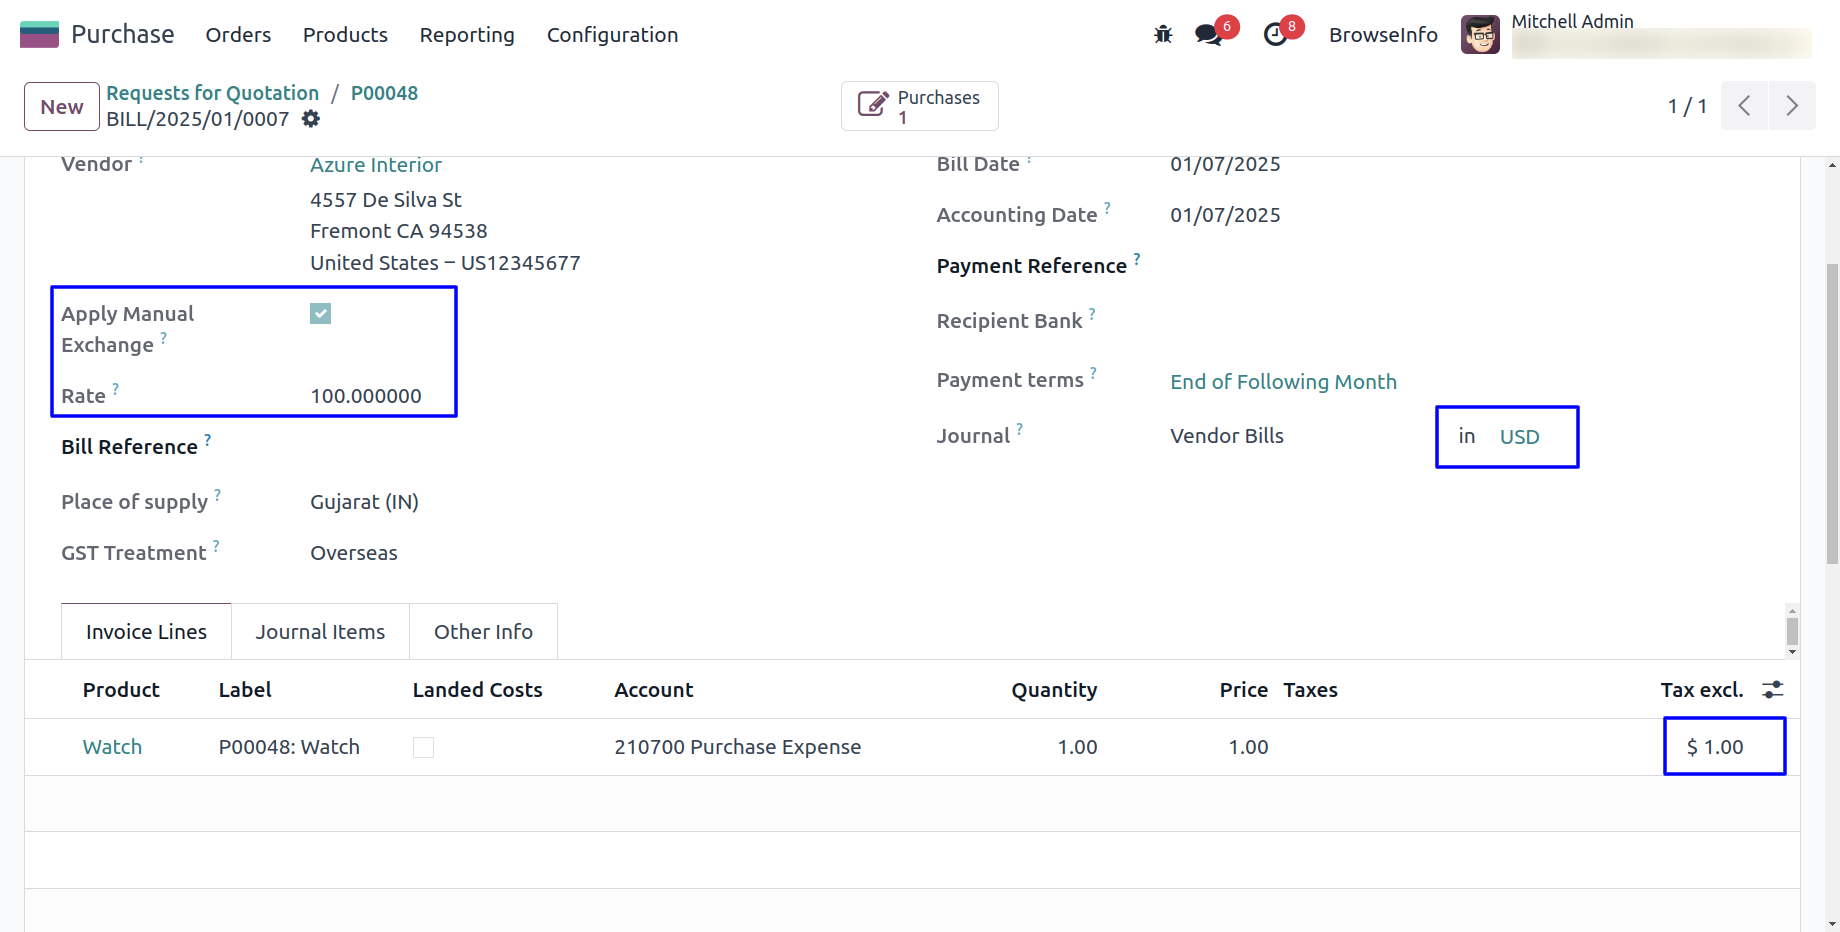 Purchase Orders Products Reporting Configuration 6 8 BrowseInfo Mitchell Admin
New Requests for Quotation / P00048
BILL/2025/01/0007
Purchases
1
1 / 1
Vendor ? Azure Interior
4557 De Silva St
Fremont CA 94538
United States – US12345677
Apply Manual
Exchange ?
Rate ? 100.000000
Bill Reference ?
Place of supply ? Gujarat (IN)
GST Treatment ? Overseas
Bill Date ? 01/07/2025
Accounting Date ? 01/07/2025
Payment Reference ?
Recipient Bank ?
Payment terms ? End of Following Month
Journal ? Vendor Bills in USD
Invoice Lines Journal Items Other Info
Product Label Landed Costs Account Quantity Price Taxes Tax excl.
Watch P00048: Watch 210700 Purchase Expense 1.00 1.00 $ 1.00